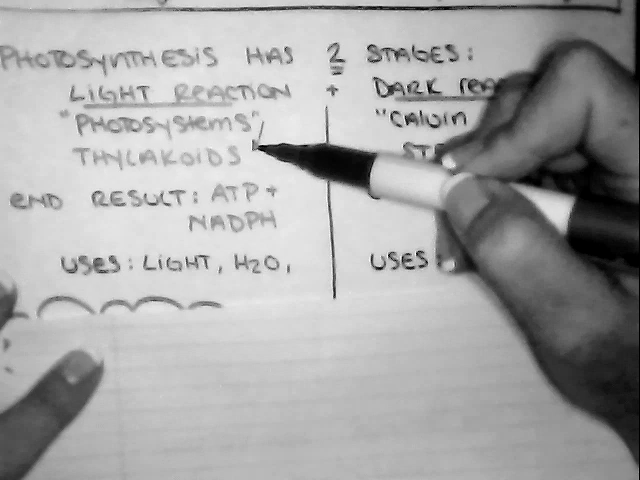 PHOTOSYNTHESIS HAS 2 STAGES:
LIGHT REACTION + DARK
"PHOTOSYSTEMS"/ "CALVIN
THYLAKOIDS
END RESULT: ATP +
NADPH
USES: LIGHT, H2O, USES: